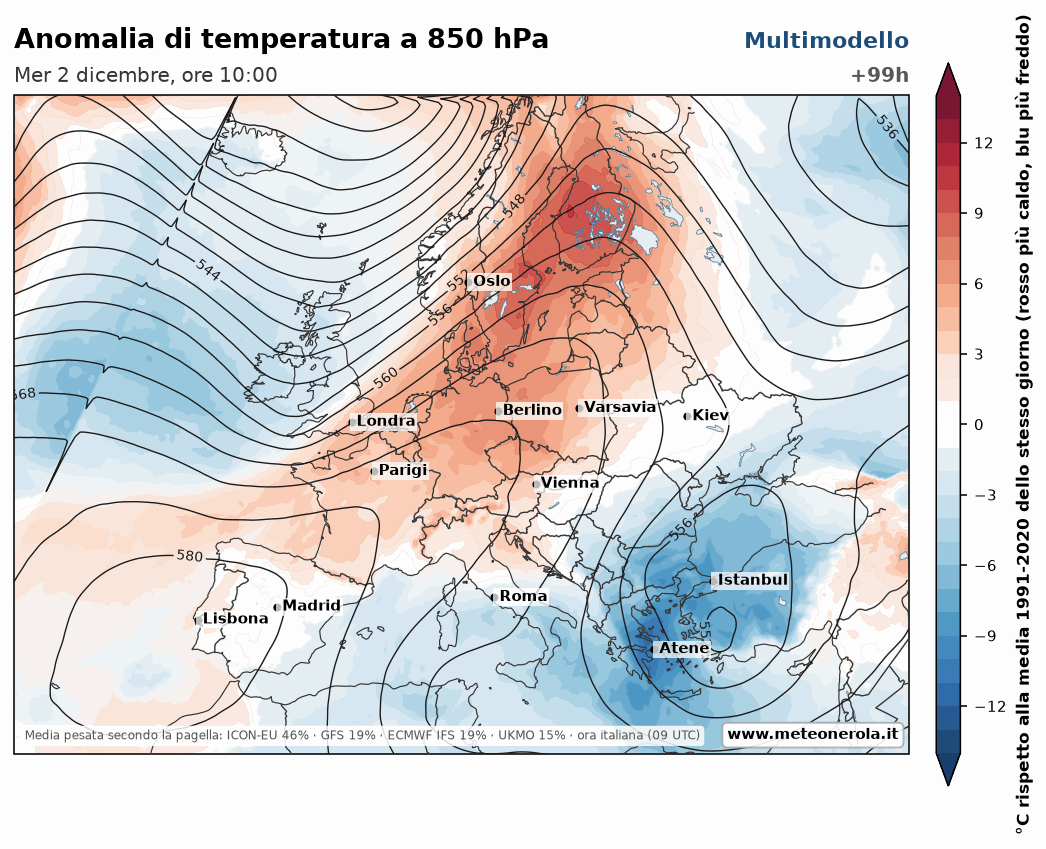 Anomalia di temperatura a 850 hPa
Multimodello
Mer 2 dicembre, ore 10:00
+99h
536
548
544
Oslo
556
560
568
Londra
Berlino
Varsavia
Kiev
Parigi
Vienna
556
580
Istanbul
Madrid
Roma
Lisbona
Atene
Media pesata secondo la pagella: ICON-EU 46% · GFS 19% · ECMWF IFS 19% · UKMO 15% · ora italiana (09 UTC)
www.meteonerola.it
12
9
6
3
0
−3
−6
−9
−12
°C rispetto alla media 1991-2020 dello stesso giorno (rosso più caldo, blu più freddo)